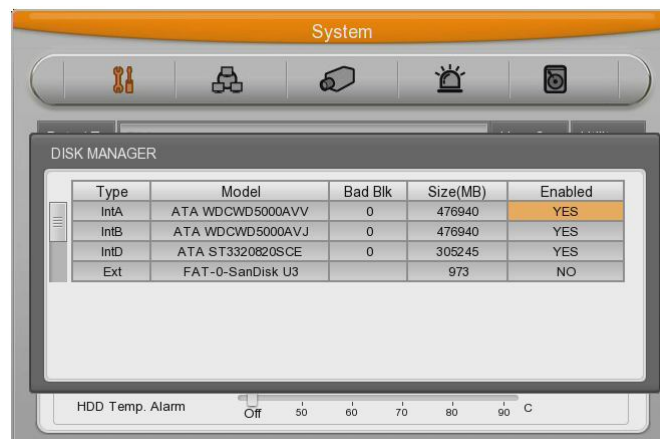 System
DISK MANAGER
Type Model Bad Blk Size(MB) Enabled
IntA ATA WDCWD5000AVV 0 476940 YES
IntB ATA WDCWD5000AVJ 0 476940 YES
IntD ATA ST3320820SCE 0 305245 YES
Ext FAT-0-SanDisk U3 973 NO
HDD Temp. Alarm Off 50 60 70 80 90 C